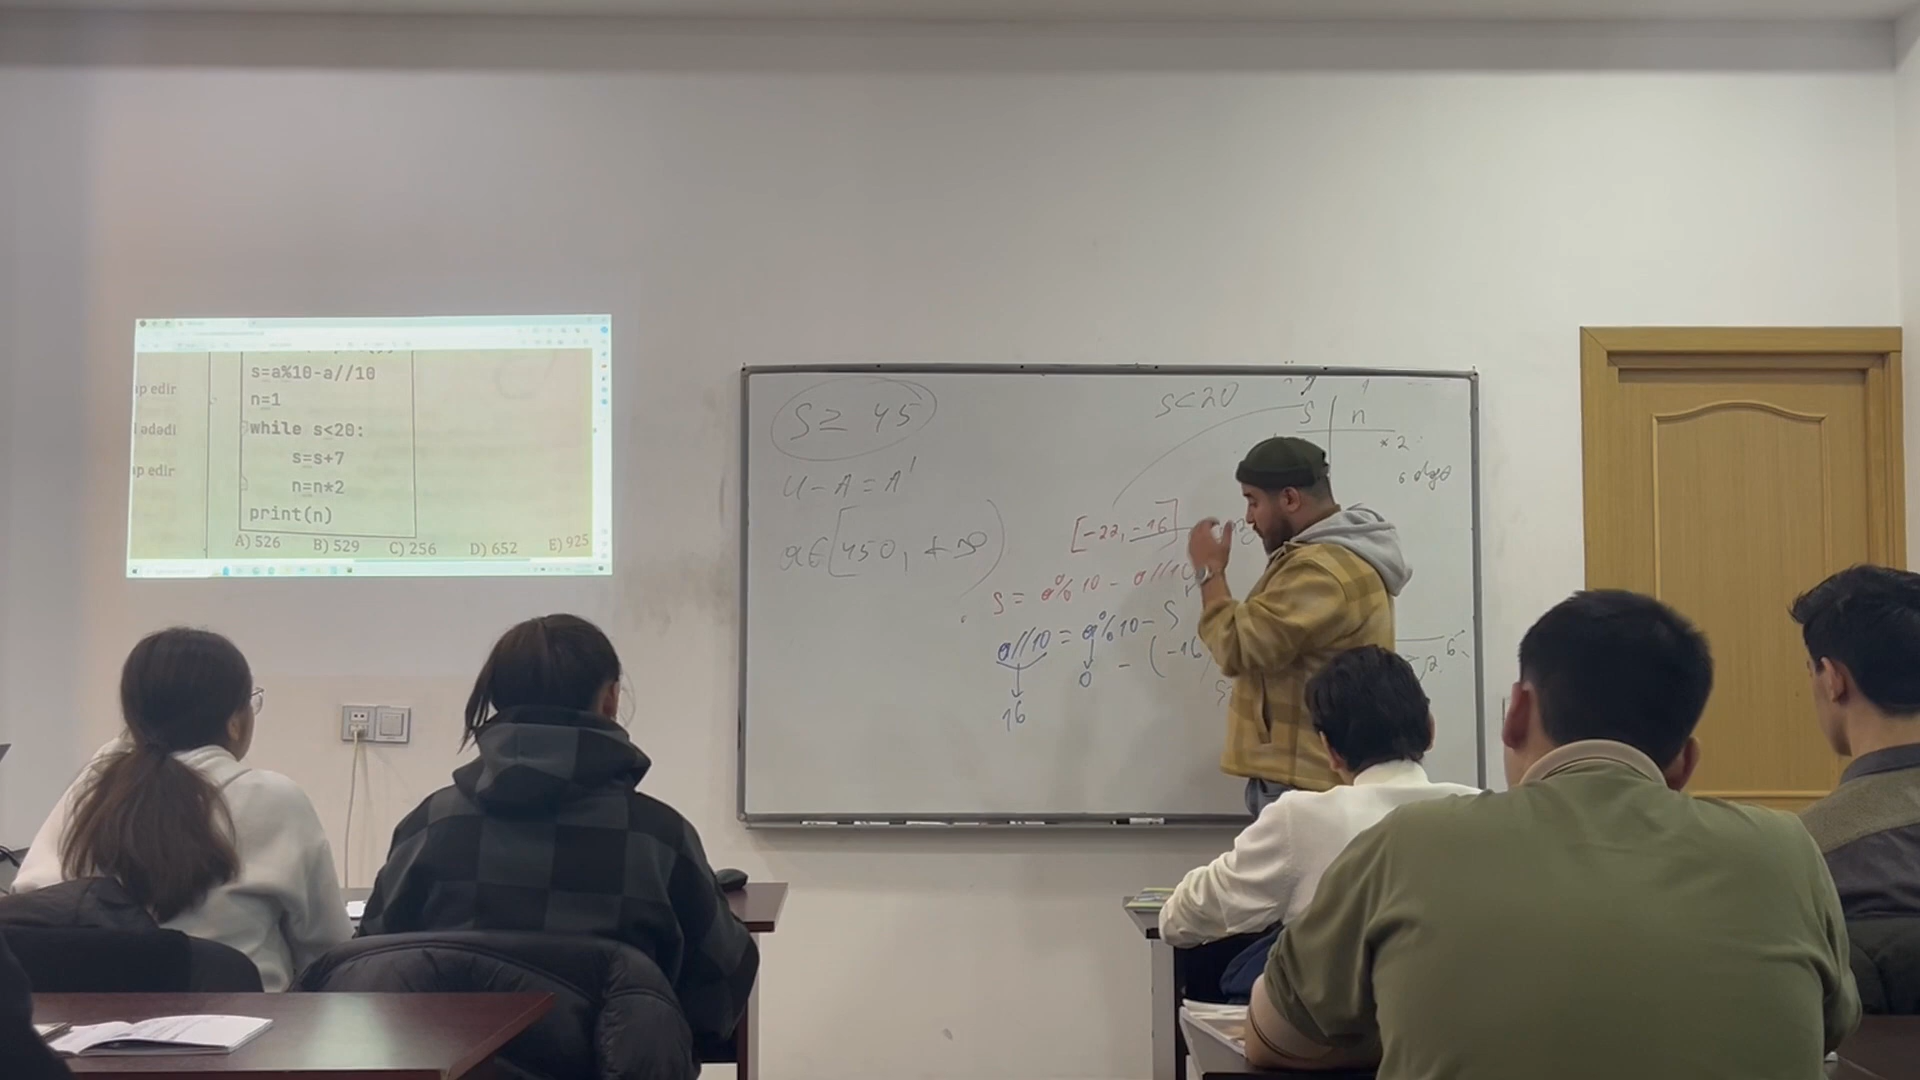 ap edir
ədədi
ap edir
s=a%10-a//10
n=1
while s<20:
s=s+7
n=n*2
print(n)
A) 526 B) 529 C) 256 D) 652 E) 925
S ≥ 45
U-A=A'
a∈[450, +∞)
s<20
S n
*2
[-22, -16]
S = a%10 - a//10
a//10 = a%10 - S
0 - (-16
16